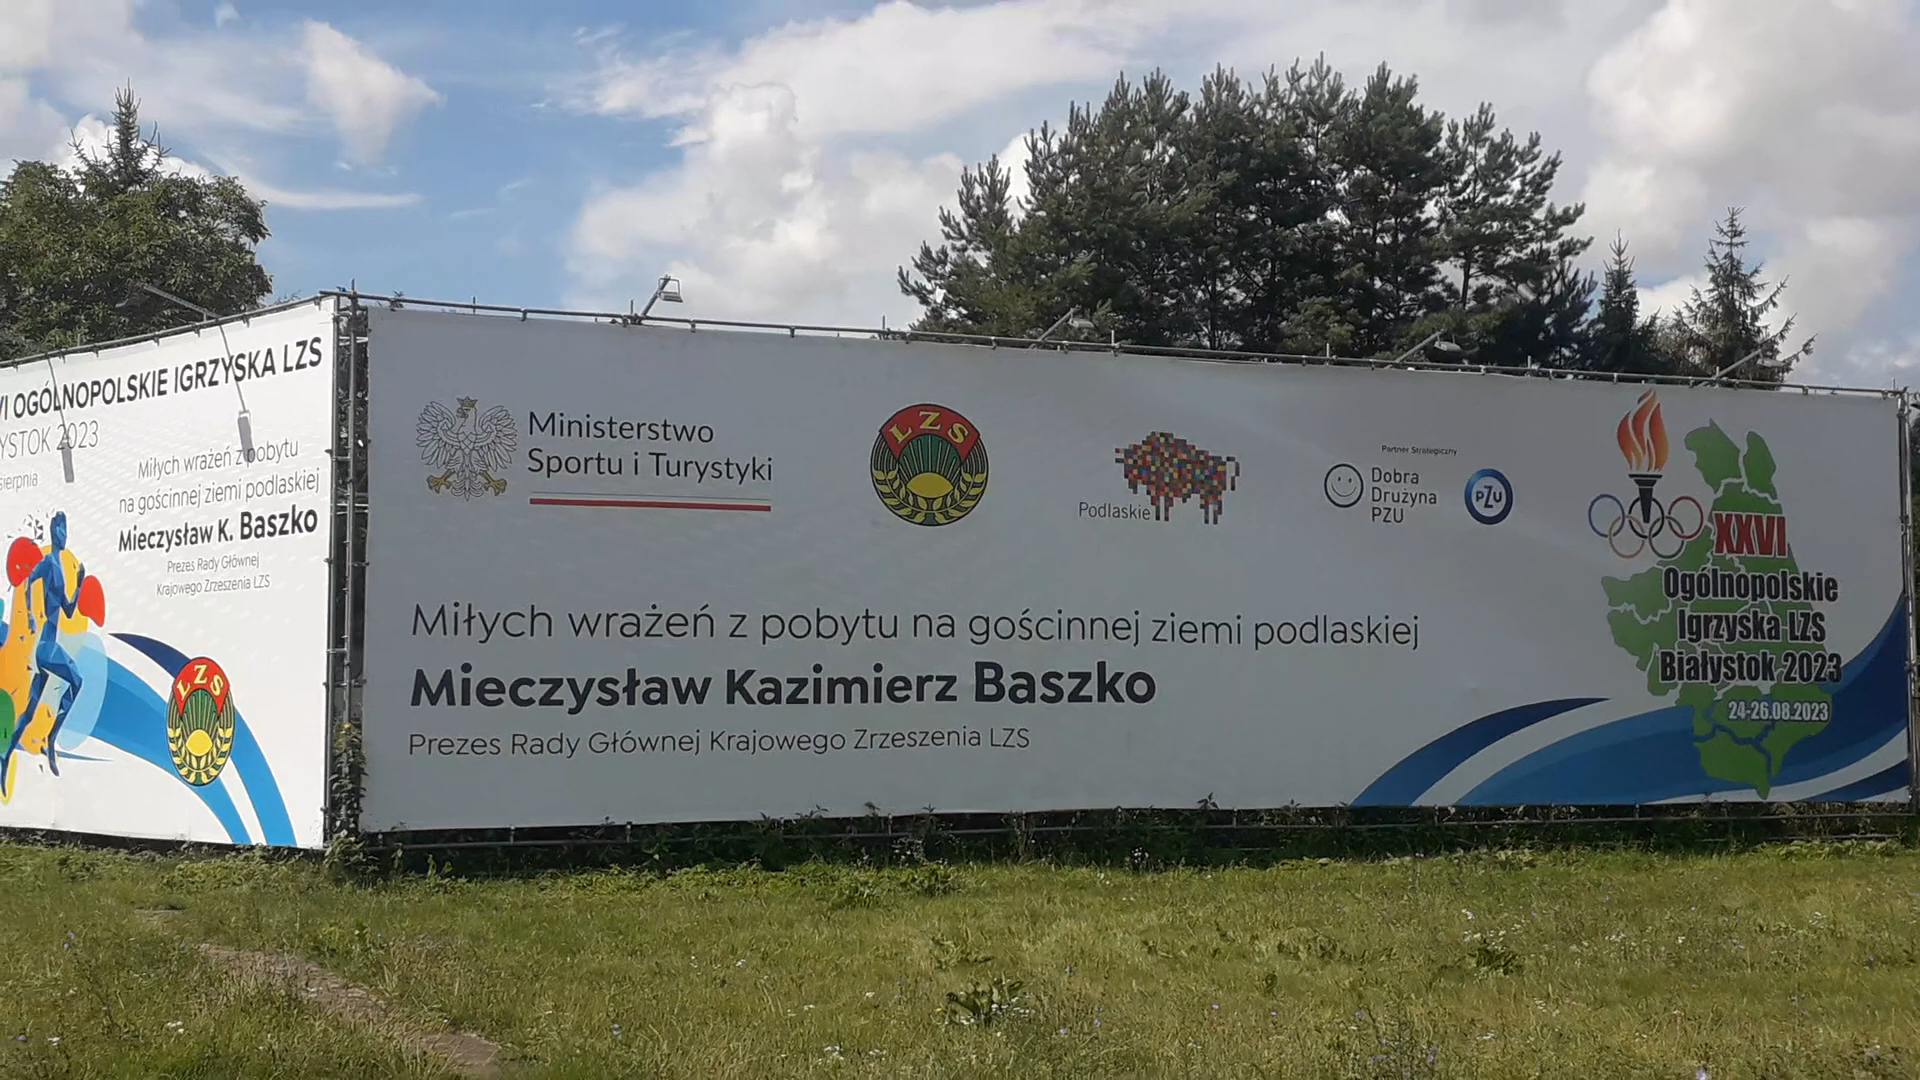 OGÓLNOPOLSKIE IGRZYSKA LZS
2023
sierpnia
Miłych wrażeń z pobytu
na gościnnej ziemi podlaskiej
Mieczysław K. Baszko
Prezes Rady Głównej
Krajowego Zrzeszenia LZS
LZS
Ministerstwo
Sportu i Turystyki
LZS
Podlaskie
Partner Strategiczny
Dobra
Drużyna
PZU
PZU
Miłych wrażeń z pobytu na gościnnej ziemi podlaskiej
Mieczysław Kazimierz Baszko
Prezes Rady Głównej Krajowego Zrzeszenia LZS
XXVI
Ogólnopolskie
Igrzyska LZS
Białystok 2023
24-26.08.2023